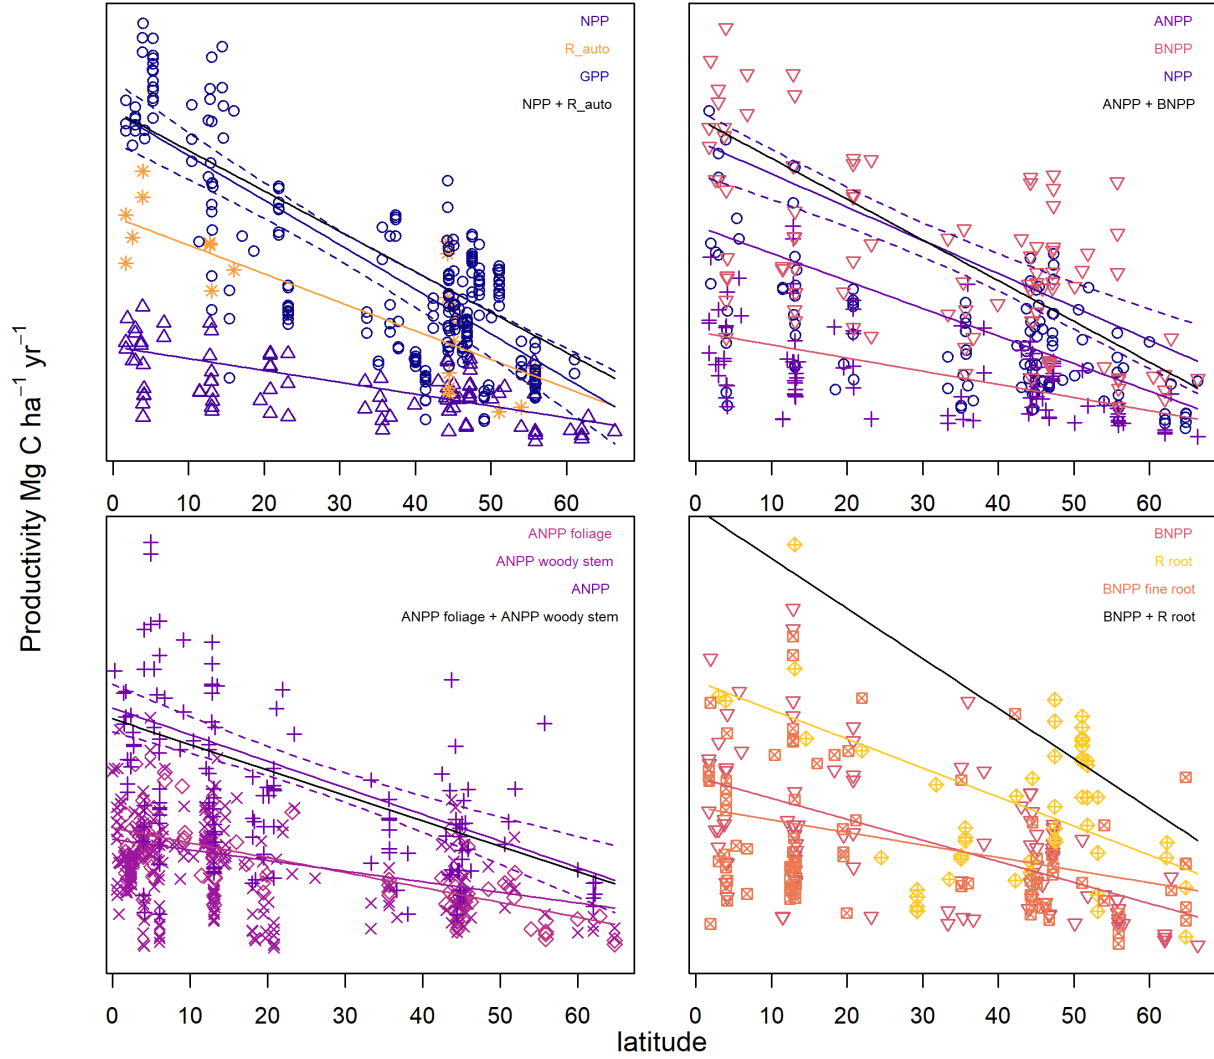 Productivity Mg C ha⁻¹ yr⁻¹
NPP
R_auto
GPP
NPP + R_auto
0 10 20 30 40 50 60
ANPP
BNPP
NPP
ANPP + BNPP
0 10 20 30 40 50 60
ANPP foliage
ANPP woody stem
ANPP
ANPP foliage + ANPP woody stem
0 10 20 30 40 50 60
BNPP
R root
BNPP fine root
BNPP + R root
0 10 20 30 40 50 60
latitude